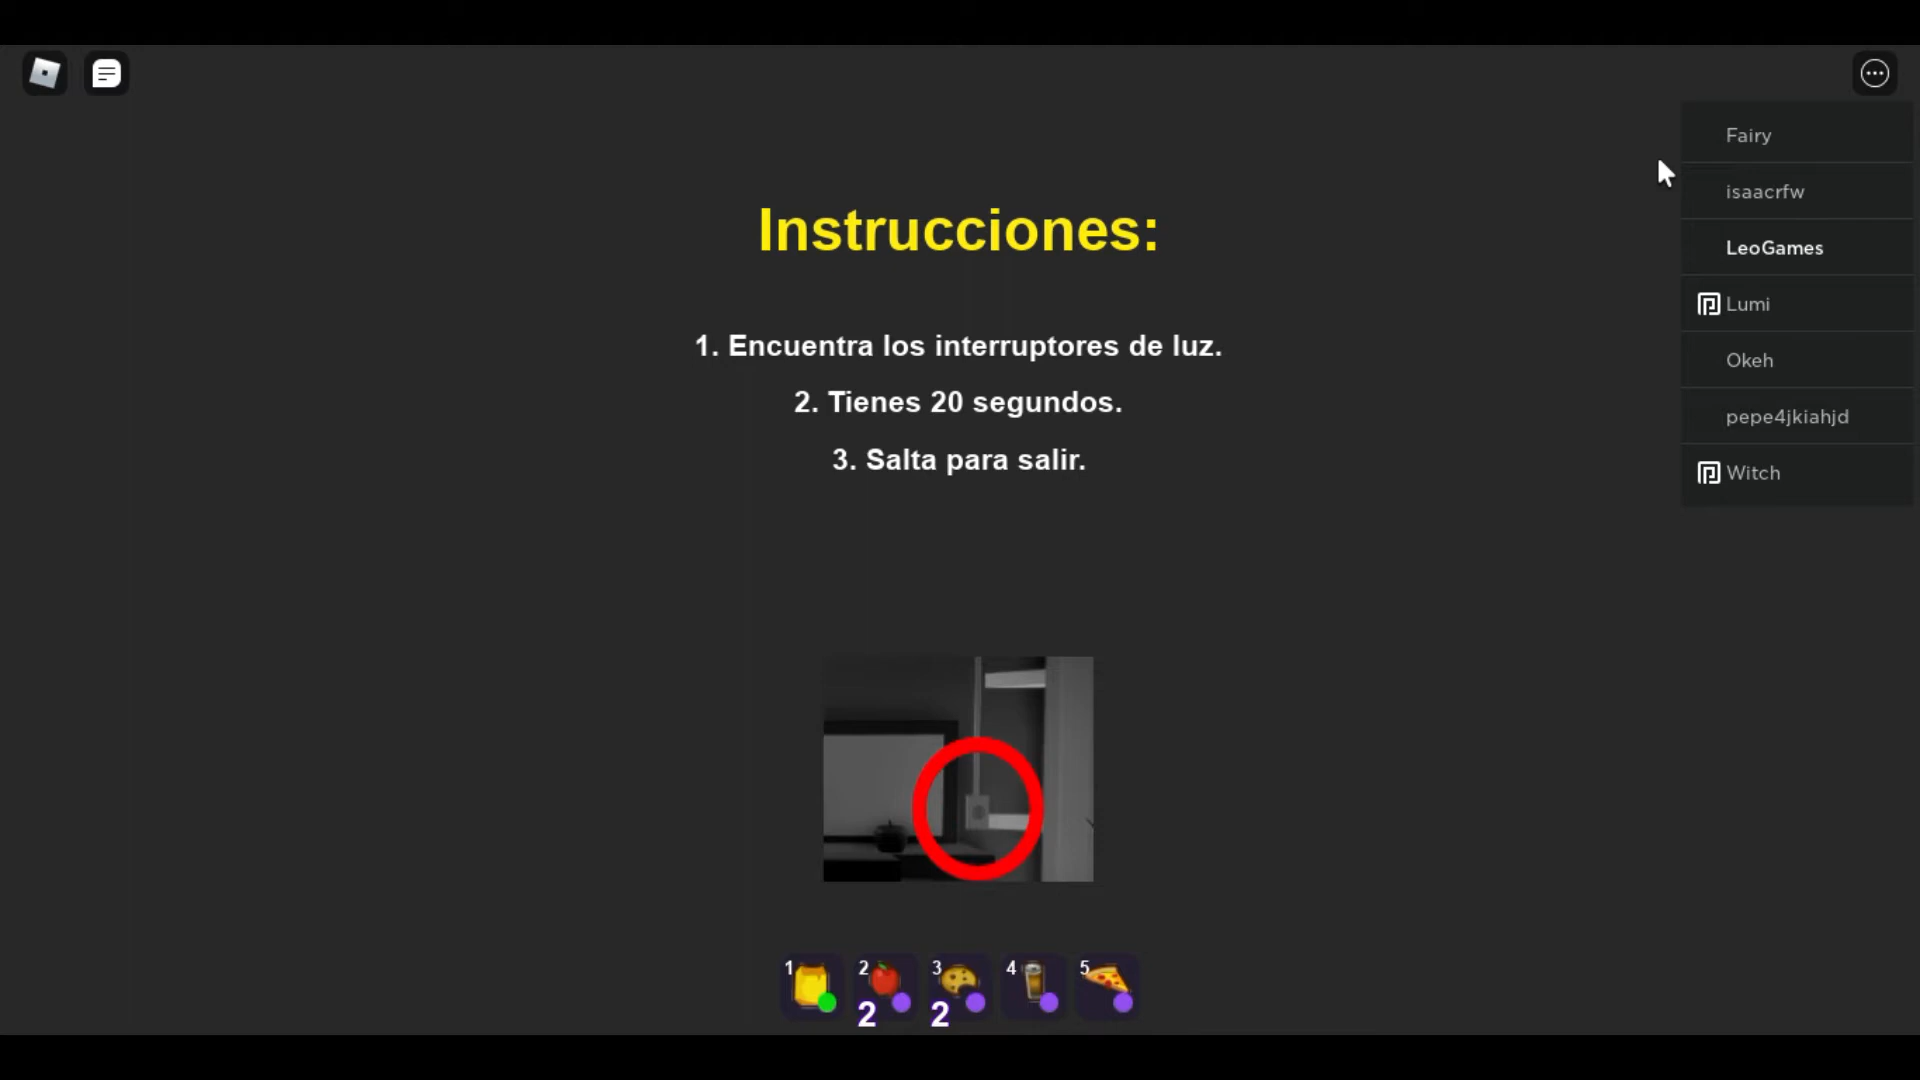 Fairy
isaacrfw
LeoGames
Lumi
Okeh
pepe4jkiahjd
Witch
Instrucciones:
1. Encuentra los interruptores de luz.
2. Tienes 20 segundos.
3. Salta para salir.
1
2
2
3
2
4
5